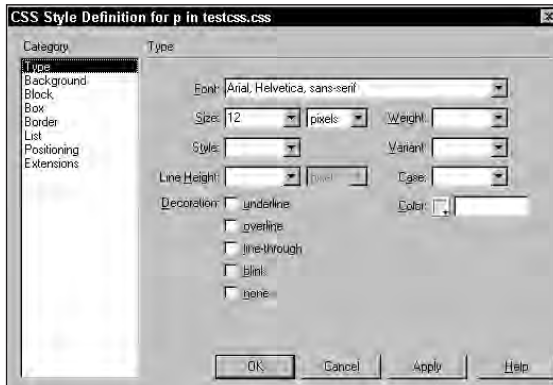 CSS Style Definition for p in testcss.css
Category
Type
Type
Background
Block
Box
Border
List
Positioning
Extensions
Font: Arial, Helvetica, sans-serif
Size: 12 pixels Weight:
Style: Variant:
Line Height: pixel Case:
Decoration: underline Color:
overline
line-through
blink
none
OK Cancel Apply Help